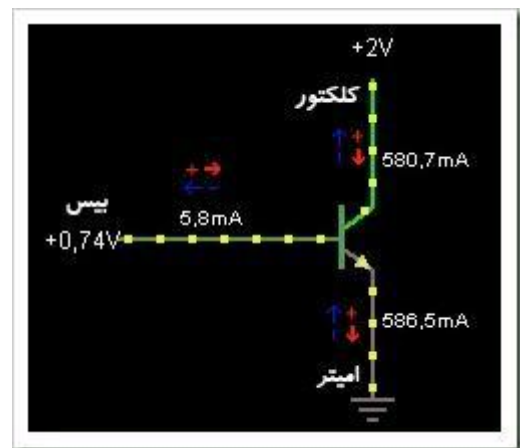 +2V
کلکتور
580,7mA
+
-
+
-
بیس
5,8mA
+0,74V
586,5mA
+
-
امیتر